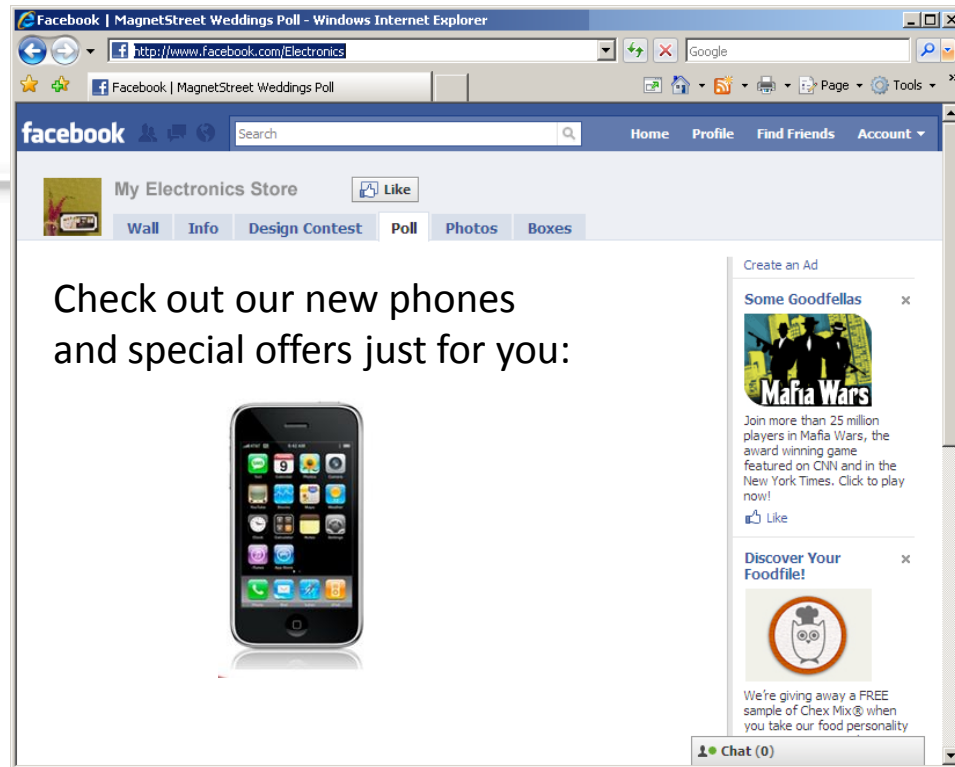 Facebook | MagnetStreet Weddings Poll - Windows Internet Explorer
http://www.facebook.com/Electronics
Google
Facebook | MagnetStreet Weddings Poll
Page Tools
facebook Search Home Profile Find Friends Account
My Electronics Store Like
Wall Info Design Contest Poll Photos Boxes
Check out our new phones
and special offers just for you:
9
Create an Ad
Some Goodfellas
Mafia Wars
Join more than 25 million
players in Mafia Wars, the
award winning game
featured on CNN and in the
New York Times. Click to play
now!
Like
Discover Your
Foodfile!
We're giving away a FREE
sample of Chex Mix® when
you take our food personality
Chat (0)